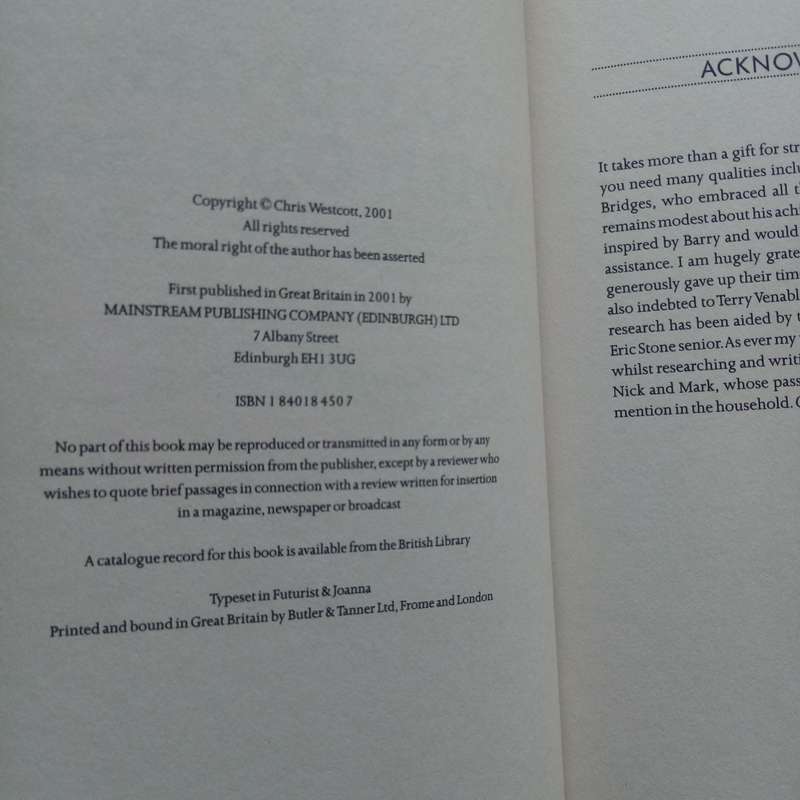 Copyright © Chris Westcott, 2001
All rights reserved
The moral right of the author has been asserted
First published in Great Britain in 2001 by
MAINSTREAM PUBLISHING COMPANY (EDINBURGH) LTD
7 Albany Street
Edinburgh EH1 3UG
ISBN 1 84018 450 7
No part of this book may be reproduced or transmitted in any form or by any
means without written permission from the publisher, except by a reviewer who
wishes to quote brief passages in connection with a review written for insertion
in a magazine, newspaper or broadcast
A catalogue record for this book is available from the British Library
Typeset in Futurist & Joanna
Printed and bound in Great Britain by Butler & Tanner Ltd, Frome and London
ACKNOW
It takes more than a gift for str
you need many qualities inclu
Bridges, who embraced all th
remains modest about his achi
inspired by Barry and would
assistance. I am hugely grate
generously gave up their tim
also indebted to Terry Venabl
research has been aided by t
Eric Stone senior. As ever my
whilst researching and writi
Nick and Mark, whose pass
mention in the household.